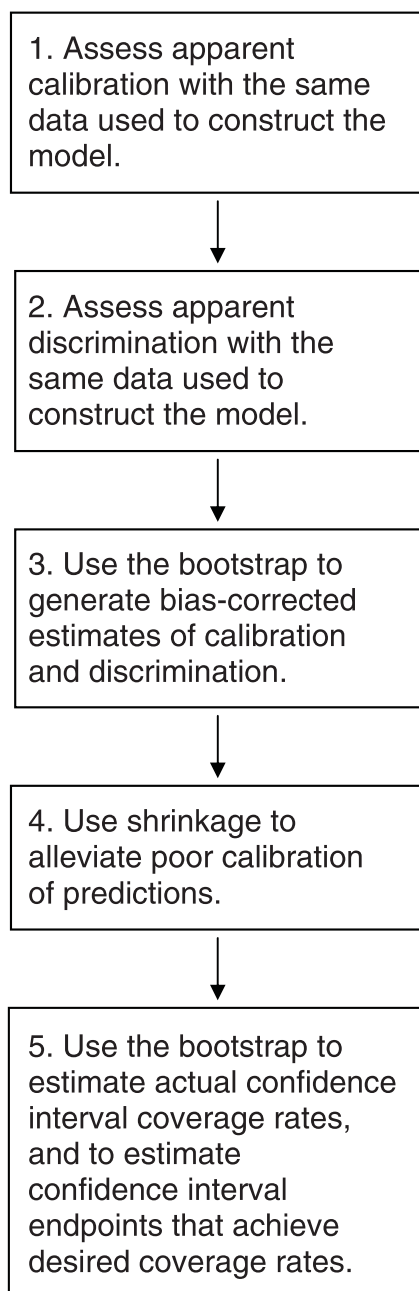 1. Assess apparent
calibration with the same
data used to construct the
model.
2. Assess apparent
discrimination with the
same data used to
construct the model.
3. Use the bootstrap to
generate bias-corrected
estimates of calibration
and discrimination.
4. Use shrinkage to
alleviate poor calibration
of predictions.
5. Use the bootstrap to
estimate actual confidence
interval coverage rates,
and to estimate
confidence interval
endpoints that achieve
desired coverage rates.